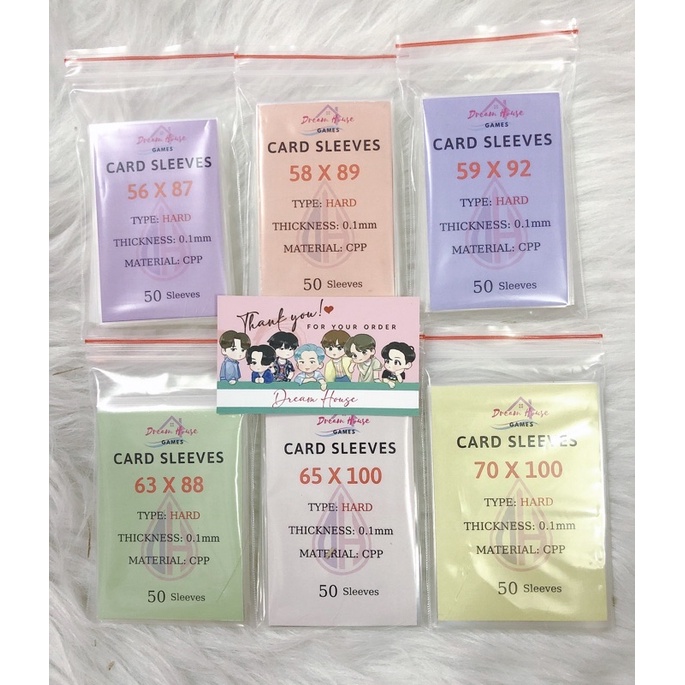 Dream House
GAMES
CARD SLEEVES
56 X 87
TYPE: HARD
THICKNESS: 0.1mm
MATERIAL: CPP
50 Sleeves
Dream House
GAMES
CARD SLEEVES
58 X 89
TYPE: HARD
THICKNESS: 0.1mm
MATERIAL: CPP
50 Sleeves
Dream House
GAMES
CARD SLEEVES
59 X 92
TYPE: HARD
THICKNESS: 0.1mm
MATERIAL: CPP
50 Sleeves
Thank you!
FOR YOUR ORDER
Dream House
Dream House
GAMES
CARD SLEEVES
63 X 88
TYPE: HARD
THICKNESS: 0.1mm
MATERIAL: CPP
50 Sleeves
Dream House
GAMES
CARD SLEEVES
65 X 100
TYPE: HARD
THICKNESS: 0.1mm
MATERIAL: CPP
50 Sleeves
Dream House
GAMES
CARD SLEEVES
70 X 100
TYPE: HARD
THICKNESS: 0.1mm
MATERIAL: CPP
50 Sleeves